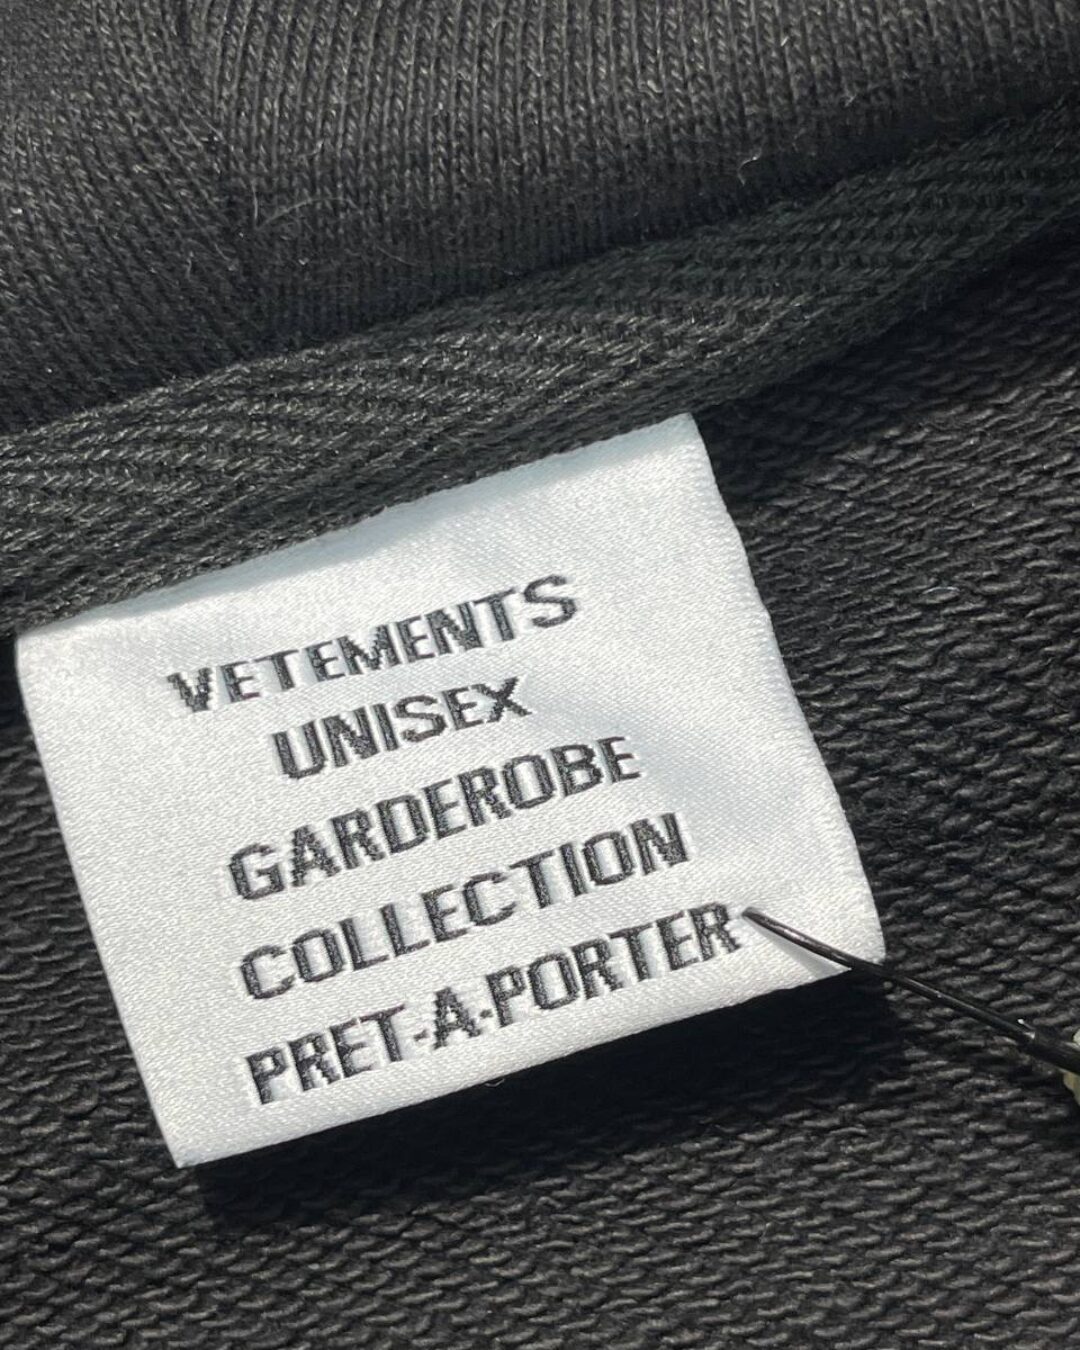 VETEMENTS
UNISEX
GARDEROBE
COLLECTION
PRET-A-PORTER